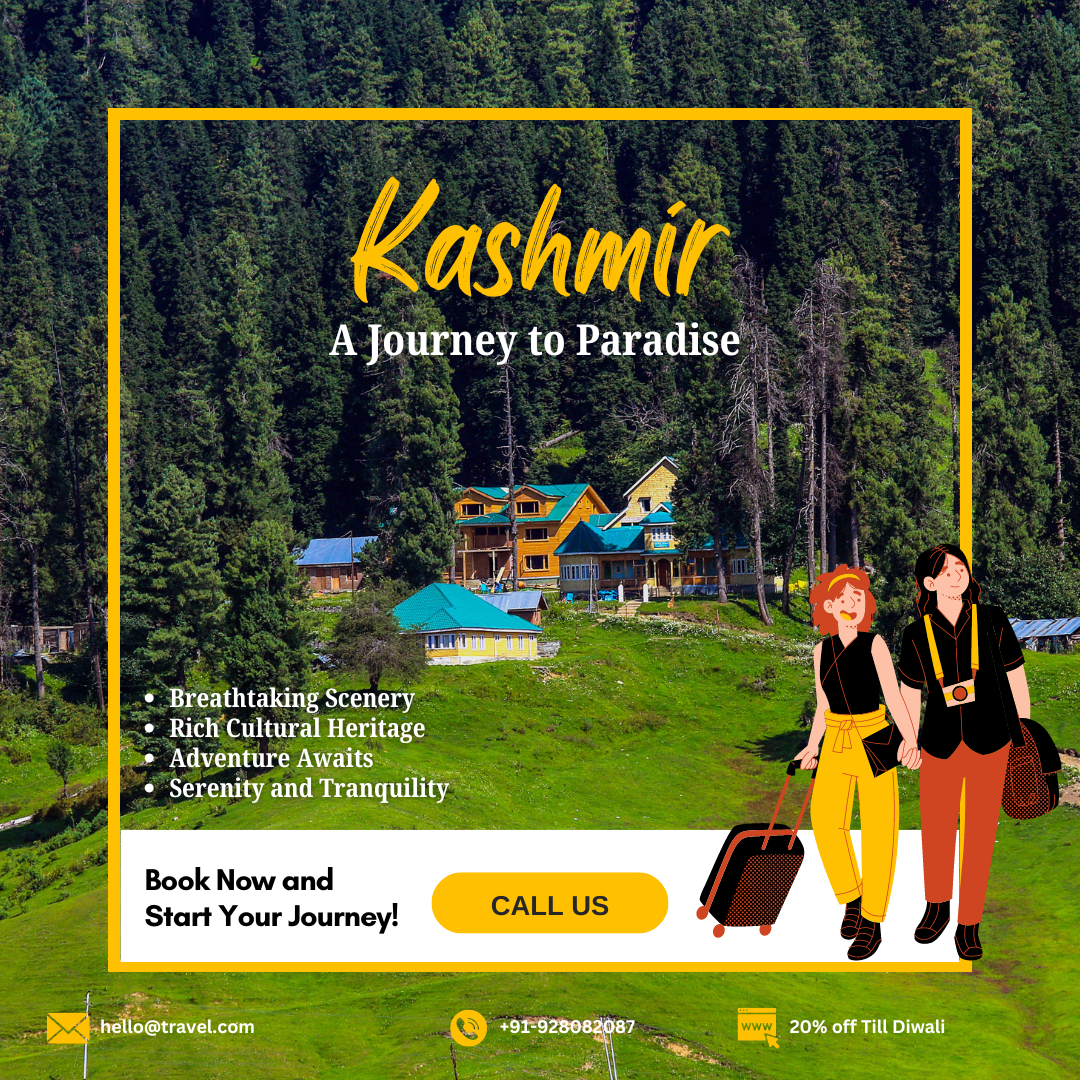 Kashmir
A Journey to Paradise
• Breathtaking Scenery
• Rich Cultural Heritage
• Adventure Awaits
• Serenity and Tranquility
Book Now and
Start Your Journey!
CALL US
hello@travel.com
+91-928082087
www
20% off Till Diwali